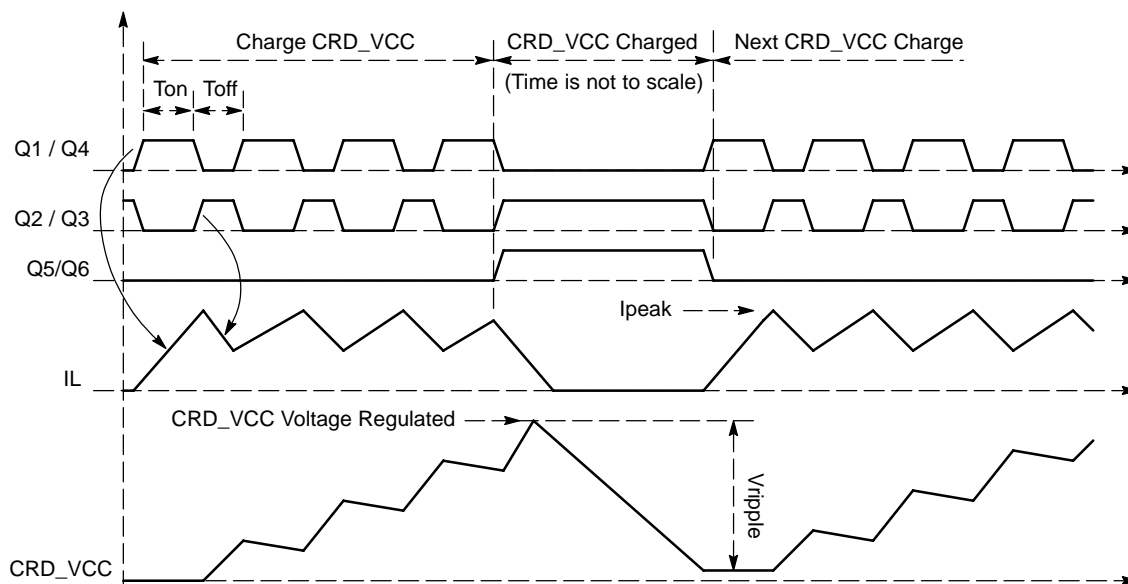 Charge CRD_VCC
CRD_VCC Charged
Next CRD_VCC Charge
(Time is not to scale)
Ton
Toff
Q1 / Q4
Q2 / Q3
Q5/Q6
Ipeak
IL
CRD_VCC Voltage Regulated
Vripple
CRD_VCC